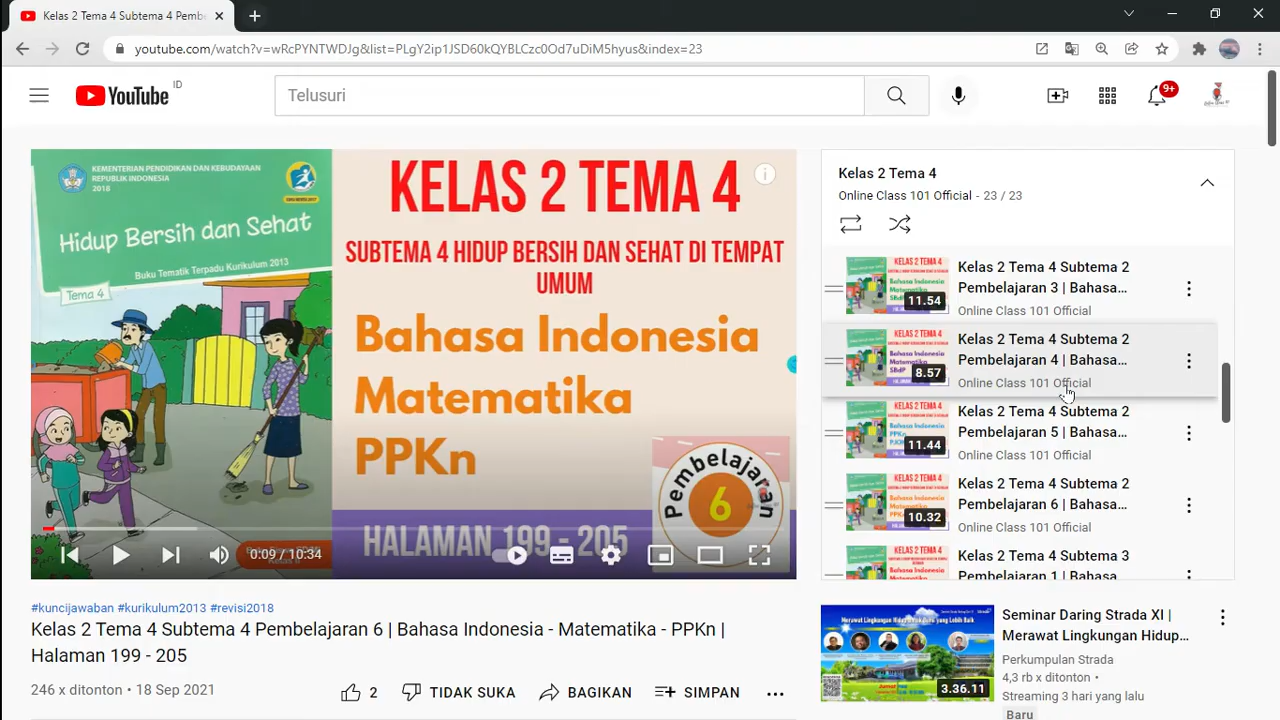 Kelas 2 Tema 4 Subtema 4 Pemb
youtube.com/watch?v=wRcPYNTWDJg&list=PLgY2ip1JSD60kQYBLCzc0Od7uDiM5hyus&index=23
YouTube ID
Telusuri
9+
KEMENTERIAN PENDIDIKAN DAN KEBUDAYAAN
REPUBLIK INDONESIA
2018
Hidup Bersih dan Sehat
Buku Tematik Terpadu Kurikulum 2013
Tema 4
KELAS 2 TEMA 4
SUBTEMA 4 HIDUP BERSIH DAN SEHAT DI TEMPAT
UMUM
Bahasa Indonesia
Matematika
PPKn
Pembelajaran
6
HALAMAN 199 - 205
0:09 / 10:34
#kuncijawaban #kurikulum2013 #revisi2018
Kelas 2 Tema 4 Subtema 4 Pembelajaran 6 | Bahasa Indonesia - Matematika - PPKn |
Halaman 199 - 205
246 x ditonton • 18 Sep 2021
2
TIDAK SUKA
BAGIKAN
SIMPAN
Kelas 2 Tema 4
Online Class 101 Official - 23 / 23
11.54
Kelas 2 Tema 4 Subtema 2
Pembelajaran 3 | Bahasa...
Online Class 101 Official
8.57
Kelas 2 Tema 4 Subtema 2
Pembelajaran 4 | Bahasa...
Online Class 101 Official
11.44
Kelas 2 Tema 4 Subtema 2
Pembelajaran 5 | Bahasa...
Online Class 101 Official
10.32
Kelas 2 Tema 4 Subtema 2
Pembelajaran 6 | Bahasa...
Online Class 101 Official
Kelas 2 Tema 4 Subtema 3
Pembelajaran 1 | Bahasa
3.36.11
Seminar Daring Strada XI |
Merawat Lingkungan Hidup...
Perkumpulan Strada
4,3 rb x ditonton •
Streaming 3 hari yang lalu
Baru